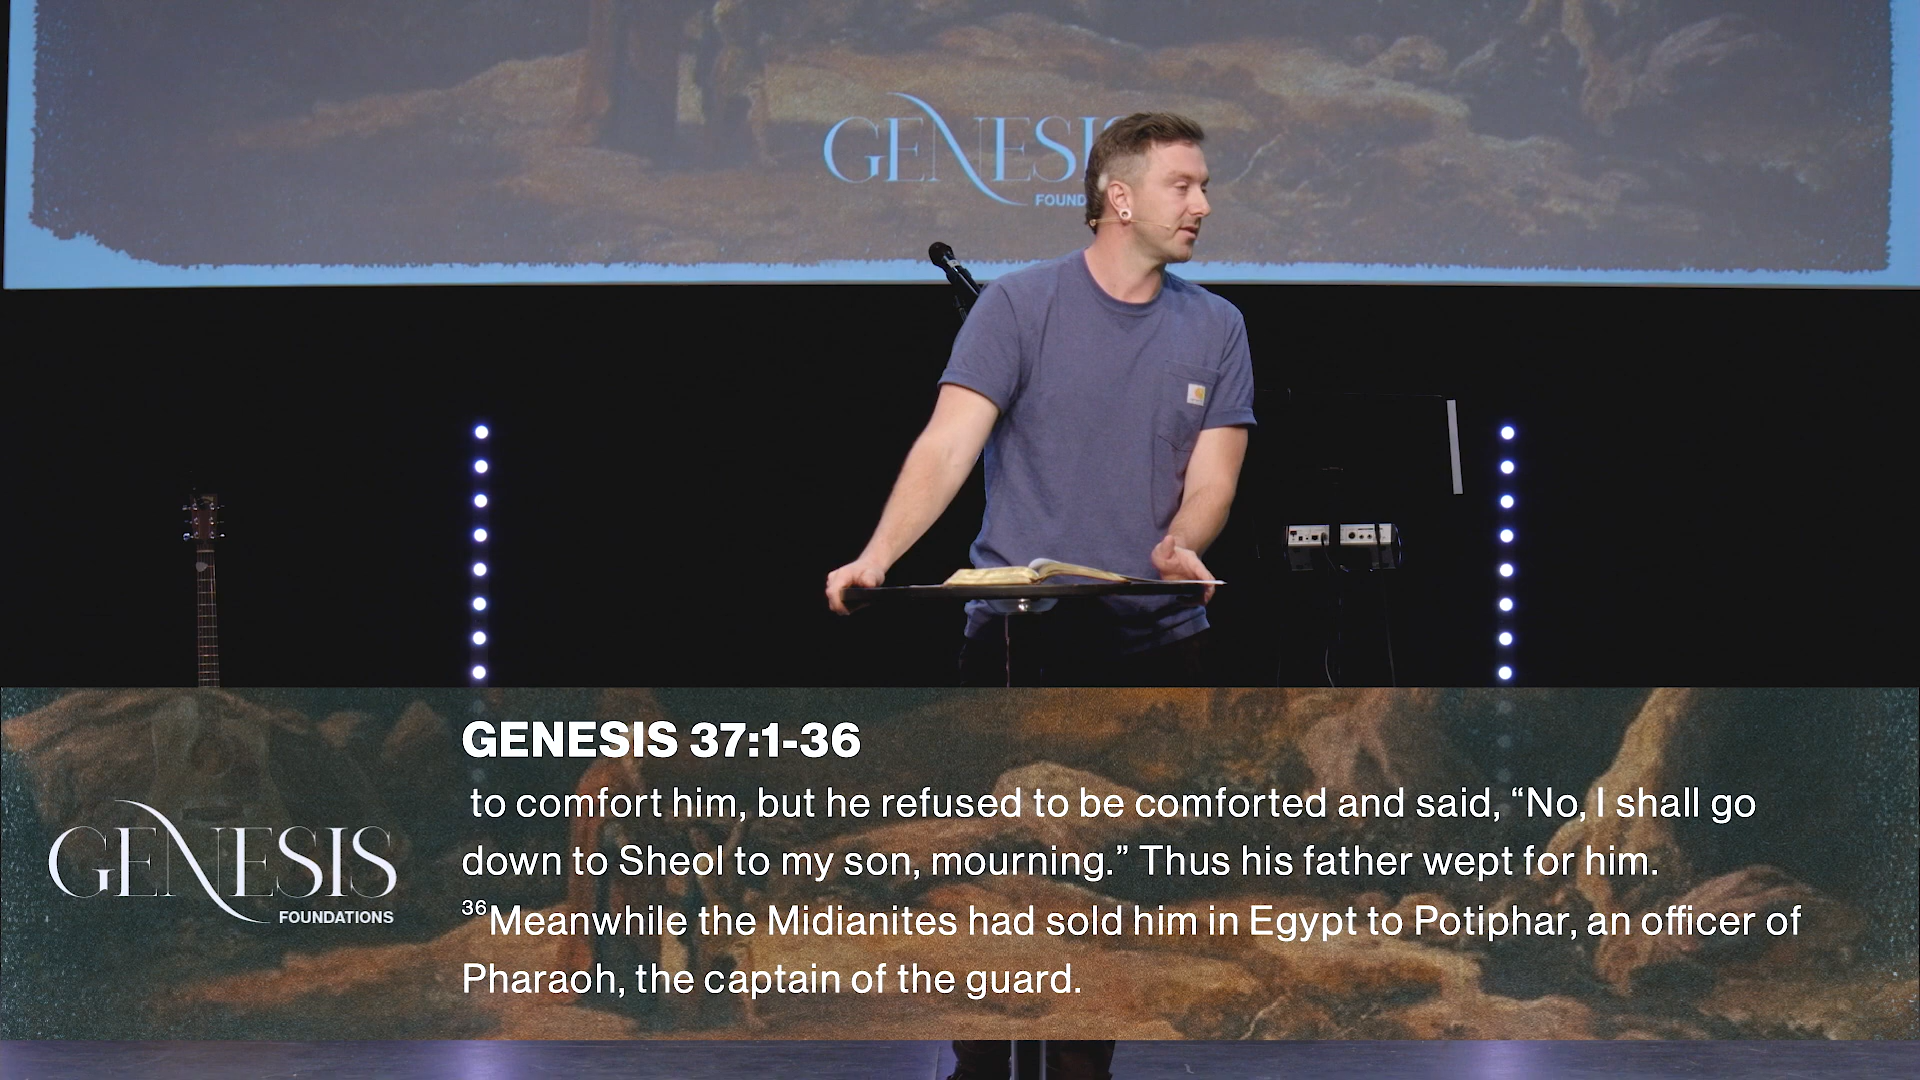 GENESI
FOUND
GENESIS 37:1-36
to comfort him, but he refused to be comforted and said, “No, I shall go
down to Sheol to my son, mourning.” Thus his father wept for him.
36Meanwhile the Midianites had sold him in Egypt to Potiphar, an officer of
Pharaoh, the captain of the guard.
GENESIS
FOUNDATIONS